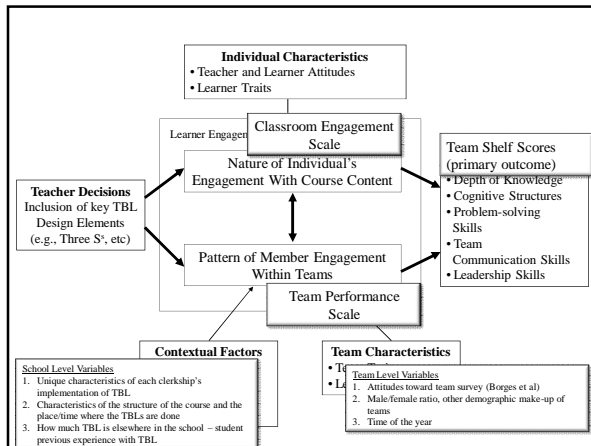 Individual Characteristics
• Teacher and Learner Attitudes
• Learner Traits
Learner Engagem
Classroom Engagement
Scale
Nature of Individual's
Engagement With Course Content
Team Shelf Scores
(primary outcome)
• Depth of Knowledge
• Cognitive Structures
• Problem-solving
Skills
• Team
Communication Skills
• Leadership Skills
Teacher Decisions
Inclusion of key TBL
Design Elements
(e.g., Three Sˢ, etc)
Pattern of Member Engagement
Within Teams
Team Performance
Scale
Contextual Factors
School Level Variables
1. Unique characteristics of each clerkship's
implementation of TBL
2. Characteristics of the structure of the course and the
place/time where the TBLs are done
3. How much TBL is elsewhere in the school – student
previous experience with TBL
Team Characteristics
Team Level Variables
1. Attitudes toward team survey (Borges et al)
2. Male/female ratio, other demographic make-up of
teams
3. Time of the year